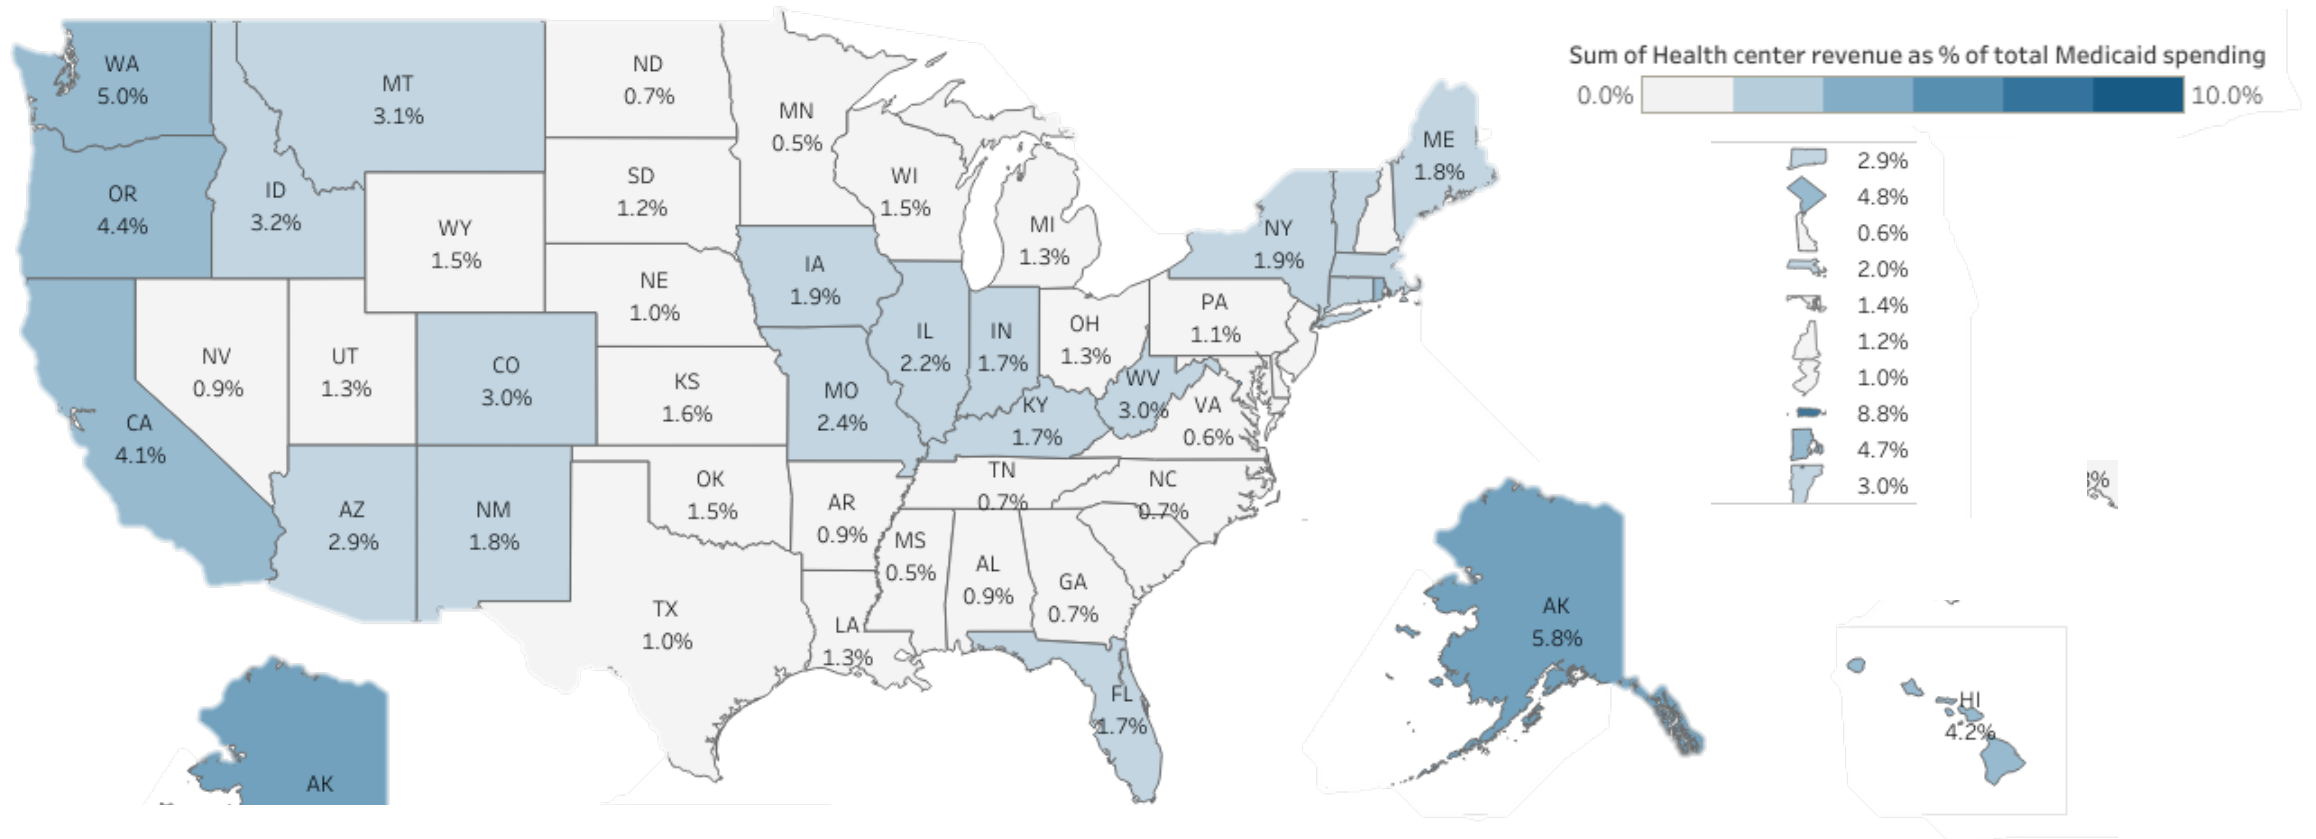 Sum of Health center revenue as % of total Medicaid spending
0.0%
10.0%
WA
5.0%
MT
3.1%
ND
0.7%
MN
0.5%
OR
4.4%
ID
3.2%
WY
1.5%
SD
1.2%
WI
1.5%
MI
1.3%
ME
1.8%
NY
1.9%
NE
1.0%
IA
1.9%
NV
0.9%
UT
1.3%
CO
3.0%
KS
1.6%
MO
2.4%
IL
2.2%
IN
1.7%
OH
1.3%
PA
1.1%
WV
3.0%
VA
0.6%
KY
1.7%
CA
4.1%
AZ
2.9%
NM
1.8%
OK
1.5%
AR
0.9%
TN
0.7%
NC
0.7%
MS
0.5%
AL
0.9%
GA
0.7%
TX
1.0%
LA
1.3%
FL
1.7%
AK
AK
5.8%
HI
4.2%
2.9%
4.8%
0.6%
2.0%
1.4%
1.2%
1.0%
8.8%
4.7%
3.0%